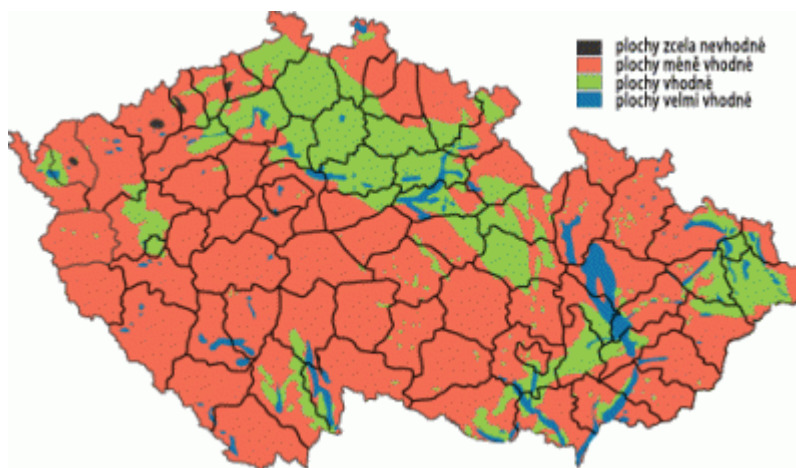 plochy zcela nevhodné
plochy méně vhodné
plochy vhodné
plochy velmi vhodné